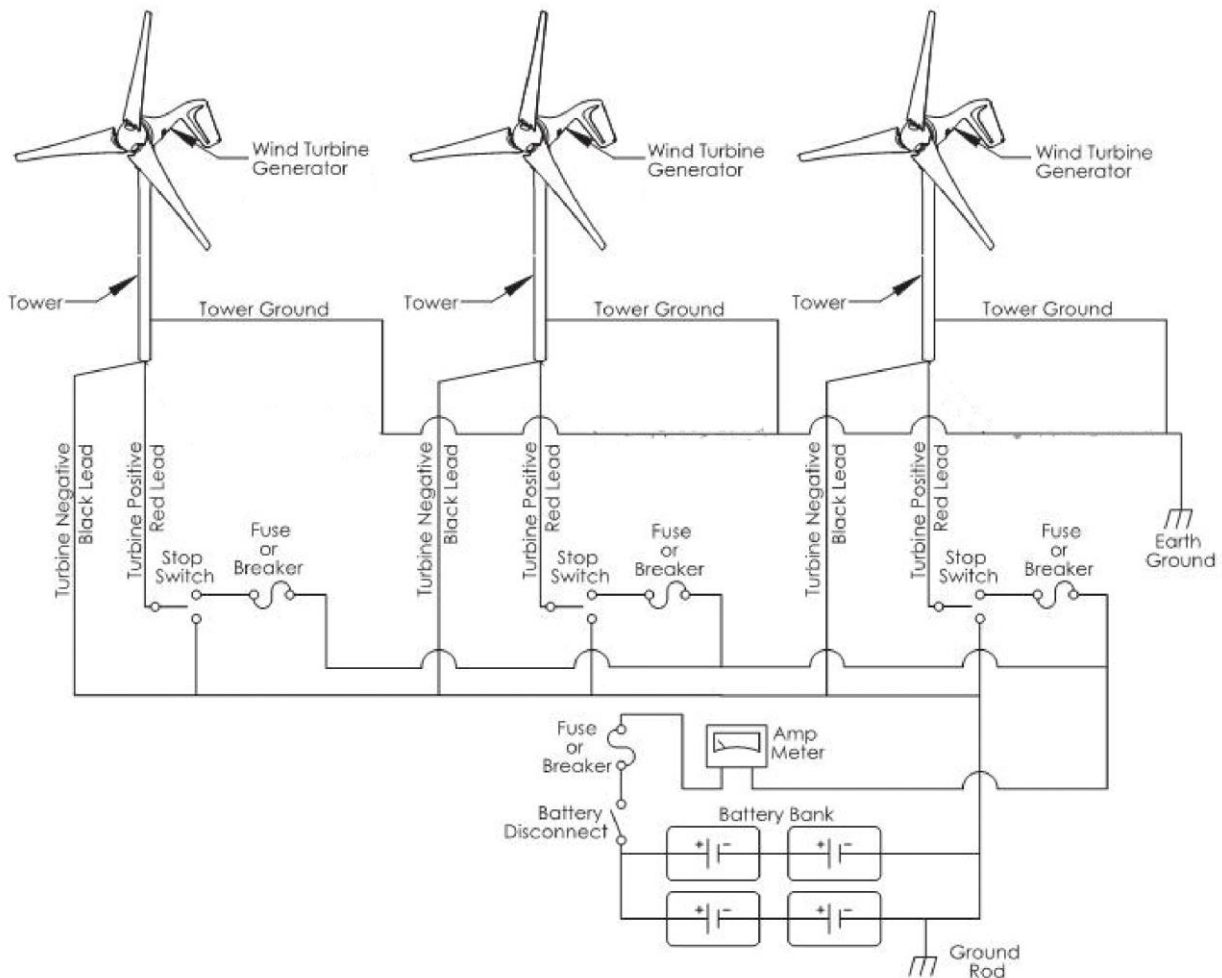 Wind Turbine
Generator
Wind Turbine
Generator
Wind Turbine
Generator
Tower
Tower
Tower
Tower Ground
Tower Ground
Tower Ground
Turbine Negative
Black Lead
Turbine Positive
Red Lead
Stop
Switch
Fuse
or
Breaker
Turbine Negative
Black Lead
Turbine Positive
Red Lead
Stop
Switch
Fuse
or
Breaker
Turbine Negative
Black Lead
Turbine Positive
Red Lead
Stop
Switch
Fuse
or
Breaker
Earth
Ground
Fuse
or
Breaker
Amp
Meter
Battery
Disconnect
Battery Bank
+ −
+ −
+ −
+ −
Ground
Rod